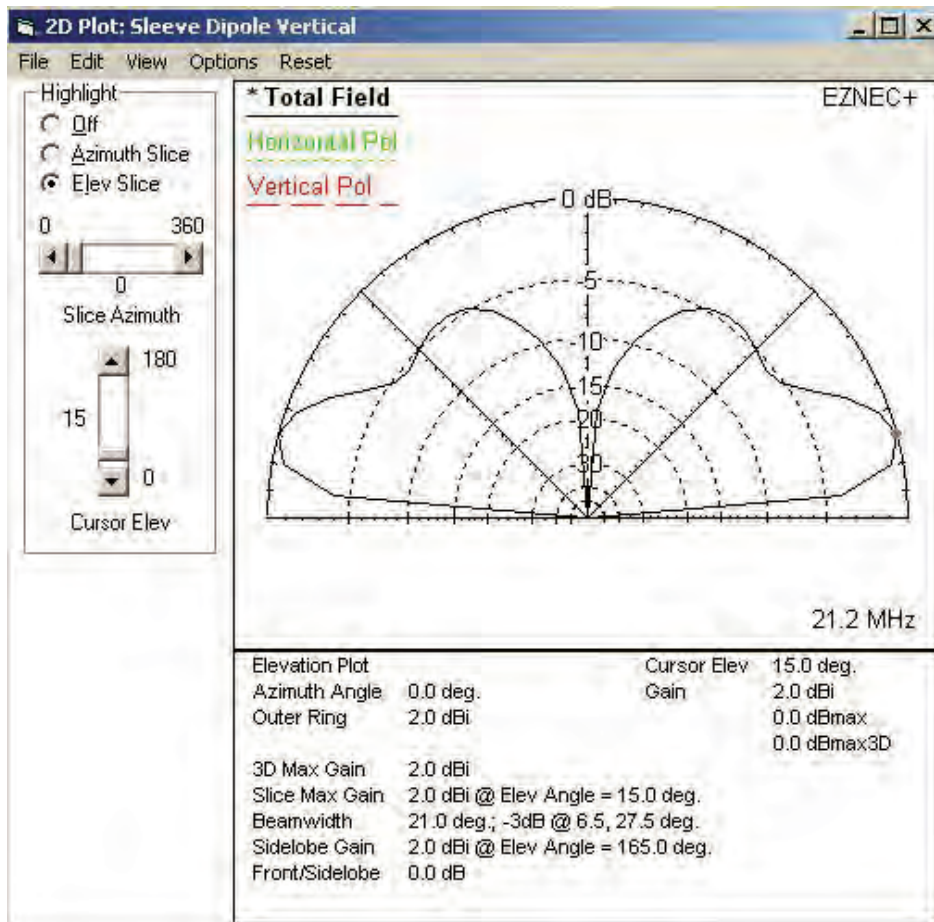 2D Plot: Sleeve Dipole Vertical
File Edit View Options Reset
Highlight
Off
Azimuth Slice
Elev Slice
0 360
0
Slice Azimuth
180
15
0
Cursor Elev
* Total Field
EZNEC+
Horizontal Pol
Vertical Pol
0 dB
-5
-10
-15
20
30
21.2 MHz
Elevation Plot Cursor Elev 15.0 deg.
Azimuth Angle 0.0 deg. Gain 2.0 dBi
Outer Ring 2.0 dBi 0.0 dBmax
0.0 dBmax3D
3D Max Gain 2.0 dBi
Slice Max Gain 2.0 dBi @ Elev Angle = 15.0 deg.
Beamwidth 21.0 deg.; -3dB @ 6.5, 27.5 deg.
Sidelobe Gain 2.0 dBi @ Elev Angle = 165.0 deg.
Front/Sidelobe 0.0 dB